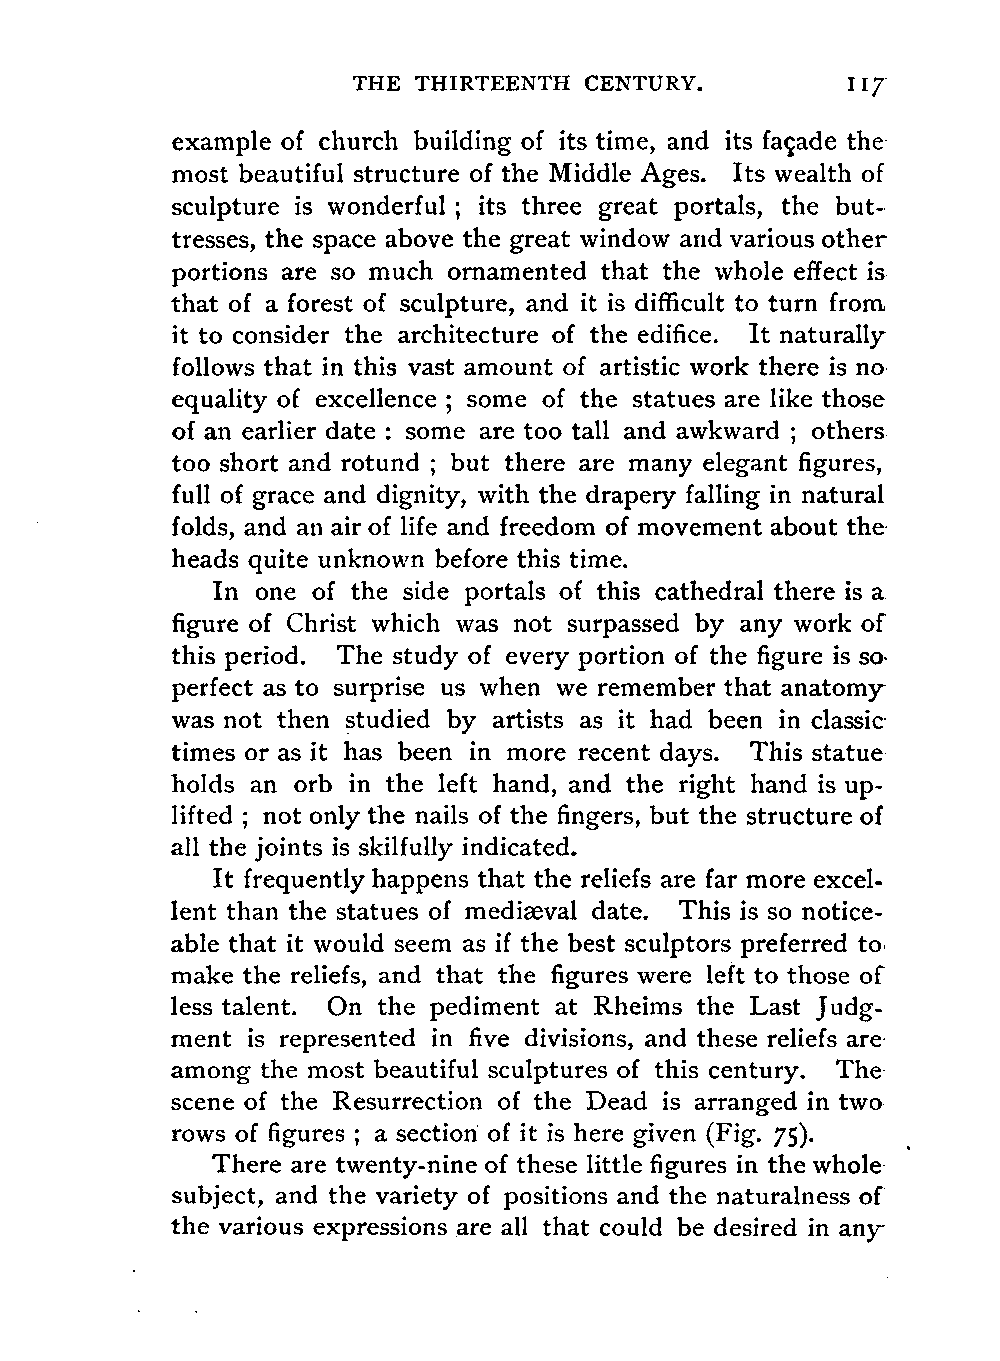 THE THIRTEENTH CENTURY. 117
example of church building of its time, and its façade the
most beautiful structure of the Middle Ages. Its wealth of
sculpture is wonderful ; its three great portals, the but-
tresses, the space above the great window and various other
portions are so much ornamented that the whole effect is
that of a forest of sculpture, and it is difficult to turn from
it to consider the architecture of the edifice. It naturally
follows that in this vast amount of artistic work there is no
equality of excellence ; some of the statues are like those
of an earlier date : some are too tall and awkward ; others
too short and rotund ; but there are many elegant figures,
full of grace and dignity, with the drapery falling in natural
folds, and an air of life and freedom of movement about the
heads quite unknown before this time.
In one of the side portals of this cathedral there is a
figure of Christ which was not surpassed by any work of
this period. The study of every portion of the figure is so
perfect as to surprise us when we remember that anatomy
was not then studied by artists as it had been in classic
times or as it has been in more recent days. This statue
holds an orb in the left hand, and the right hand is up-
lifted ; not only the nails of the fingers, but the structure of
all the joints is skilfully indicated.
It frequently happens that the reliefs are far more excel-
lent than the statues of mediæval date. This is so notice-
able that it would seem as if the best sculptors preferred to
make the reliefs, and that the figures were left to those of
less talent. On the pediment at Rheims the Last Judg-
ment is represented in five divisions, and these reliefs are
among the most beautiful sculptures of this century. The
scene of the Resurrection of the Dead is arranged in two
rows of figures ; a section of it is here given (Fig. 75).
There are twenty-nine of these little figures in the whole
subject, and the variety of positions and the naturalness of
the various expressions are all that could be desired in any